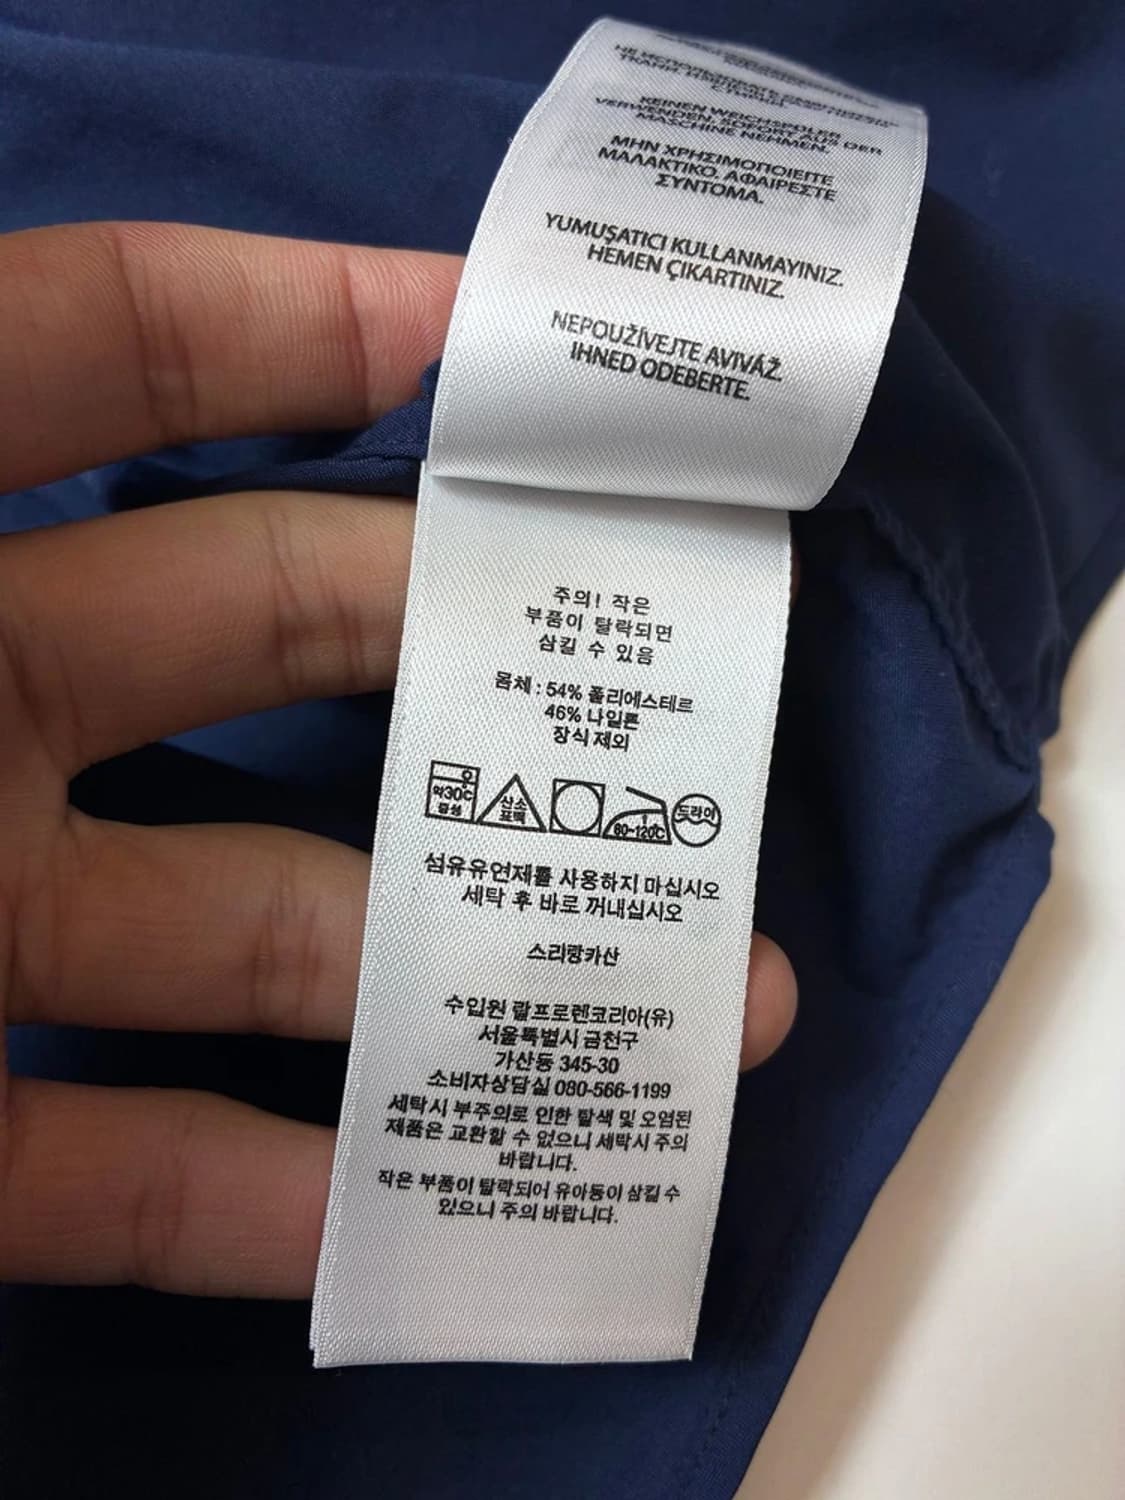 НЕ ИСПОЛЬЗОВАТЬ
KEINEN WEICHSPÜLER
VERWENDEN. SOFORT AUS DER
MASCHINE NEHMEN.
ΜΗΝ ΧΡΗΣΙΜΟΠΟΙΕΙΤΕ
ΜΑΛΑΚΤΙΚΟ. ΑΦΑΙΡΕΣΤΕ
ΣΥΝΤΟΜΑ.
YUMUŞATICI KULLANMAYINIZ.
HEMEN ÇIKARTINIZ.
NEPOUŽÍVEJTE AVIVÁŽ.
IHNED ODEBERTE.
주의! 작은
부품이 탈락되면
삼킬 수 있음
몸체 : 54% 폴리에스테르
46% 나일론
장식 제외
약30℃
중성
산소
표백
80-120℃
드라이
섬유유연제를 사용하지 마십시오
세탁 후 바로 꺼내십시오
스리랑카산
수입원 랄프로렌코리아(유)
서울특별시 금천구
가산동 345-30
소비자상담실 080-566-1199
세탁시 부주의로 인한 탈색 및 오염된
제품은 교환할 수 없으니 세탁시 주의
바랍니다.
작은 부품이 탈락되어 유아등이 삼킬 수
있으니 주의 바랍니다.